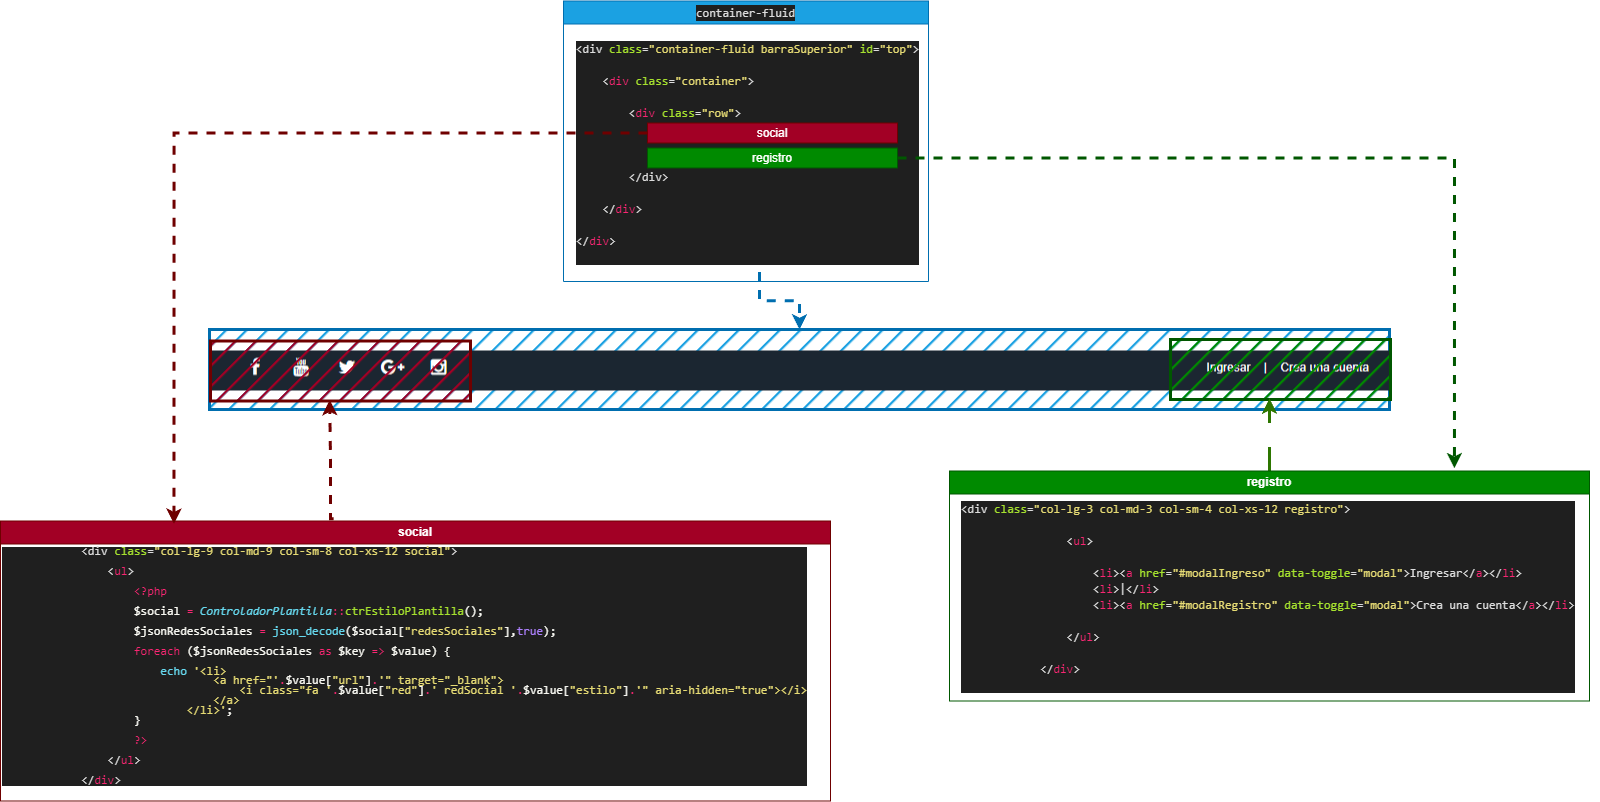 container-fluid
<div class="container-fluid barraSuperior" id="top">
<div class="container">
<div class="row">
social
registro
</div>
</div>
</div>
You
Tube
G+
Ingresar | Crea una cuenta
social
<div class="col-lg-9 col-md-9 col-sm-8 col-xs-12 social">
<ul>
<?php
$social = ControladorPlantilla::ctrEstiloPlantilla();
$jsonRedesSociales = json_decode($social["redesSociales"],true);
foreach ($jsonRedesSociales as $key => $value) {
echo '<li>
<a href="'.$value["url"].'" target="_blank">
<i class="fa '.$value["red"].' redSocial '.$value["estilo"].'" aria-hidden="true"></i>
</a>
</li>';
}
?>
</ul>
</div>
registro
<div class="col-lg-3 col-md-3 col-sm-4 col-xs-12 registro">
<ul>
<li><a href="#modalIngreso" data-toggle="modal">Ingresar</a></li>
<li>|</li>
<li><a href="#modalRegistro" data-toggle="modal">Crea una cuenta</a></li>
</ul>
</div>